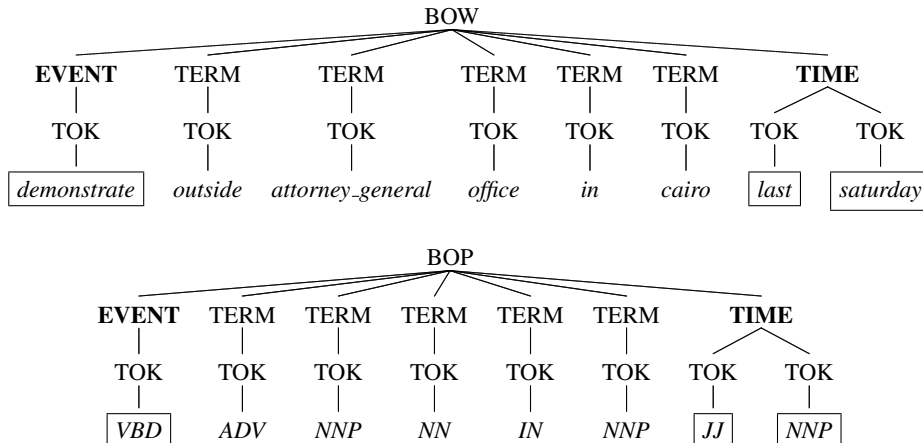 BOW
EVENT TERM TERM TERM TERM TERM TIME
TOK TOK TOK TOK TOK TOK TOK TOK
demonstrate outside attorney_general office in cairo last saturday
BOP
EVENT TERM TERM TERM TERM TERM TIME
TOK TOK TOK TOK TOK TOK TOK TOK
VBD ADV NNP NN IN NNP JJ NNP